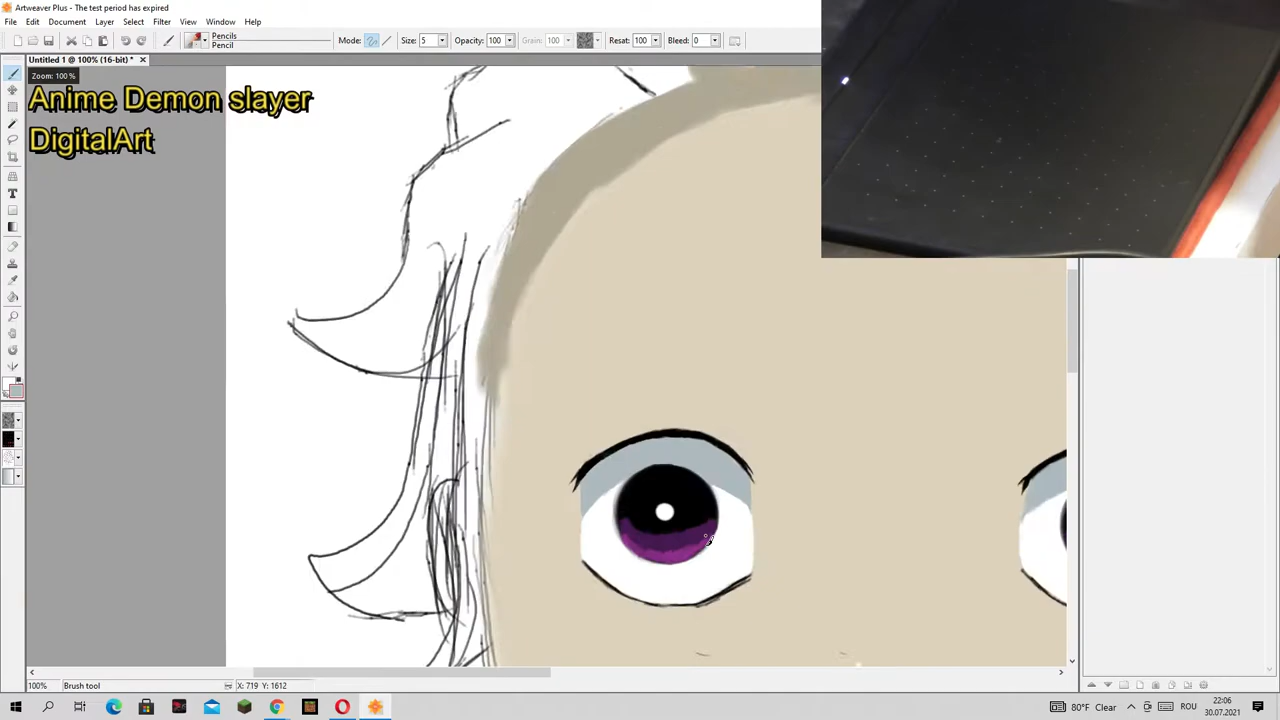 Artweaver Plus - The test period has expired
File Edit Document Layer Select Filter View Window Help
Pencils
Pencil
Mode: Size: 5 Opacity: 100 Grain: 100 Resat: 100 Bleed: 0
Untitled 1 @ 100% (16-bit) *
Zoom: 100 %
Anime Demon slayer
DigitalArt
100% Brush tool X: 719 Y: 1612
80°F Clear ROU 22:06
30.07.2021